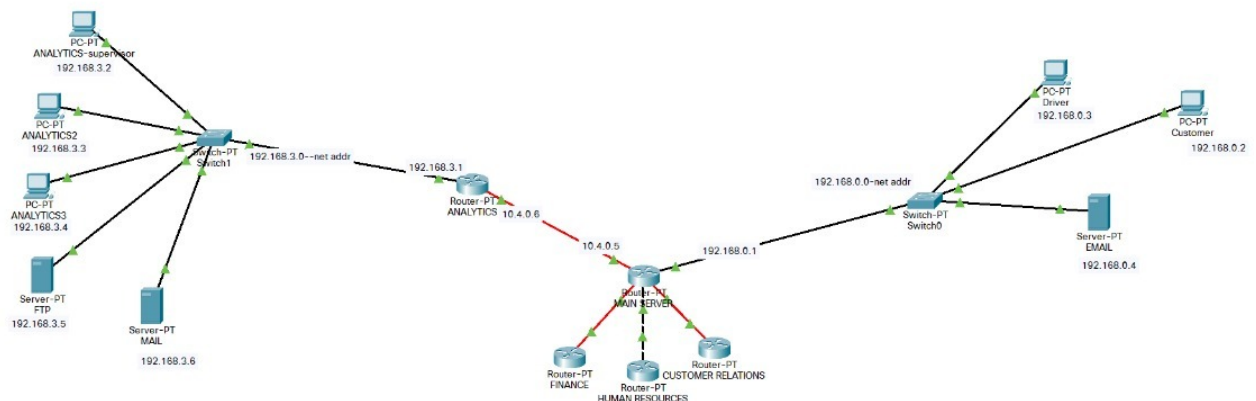 PC-PT
ANALYTICS-supervisor
192.168.3.2
PC-PT
ANALYTICS2
192.168.3.3
PC-PT
ANALYTICS3
192.168.3.4
Server-PT
FTP
192.168.3.5
Server-PT
MAIL
192.168.3.6
Switch-PT
Switch1
192.168.3.0--net addr
192.168.3.1
Router-PT
ANALYTICS
10.4.0.6
10.4.0.5
Router-PT
MAIN SERVER
192.168.0.1
Router-PT
FINANCE
Router-PT
HUMAN RESOURCES
Router-PT
CUSTOMER RELATIONS
192.168.0.0-net addr
Switch-PT
Switch0
PC-PT
Driver
192.168.0.3
PC-PT
Customer
192.168.0.2
Server-PT
EMAIL
192.168.0.4